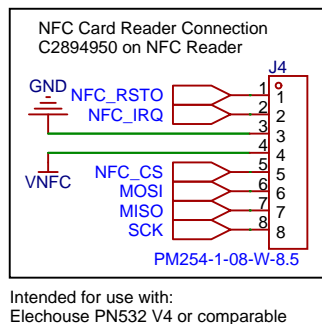 NFC Card Reader Connection
C2894950 on NFC Reader
J4
GND
NFC_RSTO 1 1
NFC_IRQ 2 2
3 3
4 4
VNFC
NFC_CS 5 5
MOSI 6 6
MISO 7 7
SCK 8 8
PM254-1-08-W-8.5
Intended for use with:
Elechouse PN532 V4 or comparable